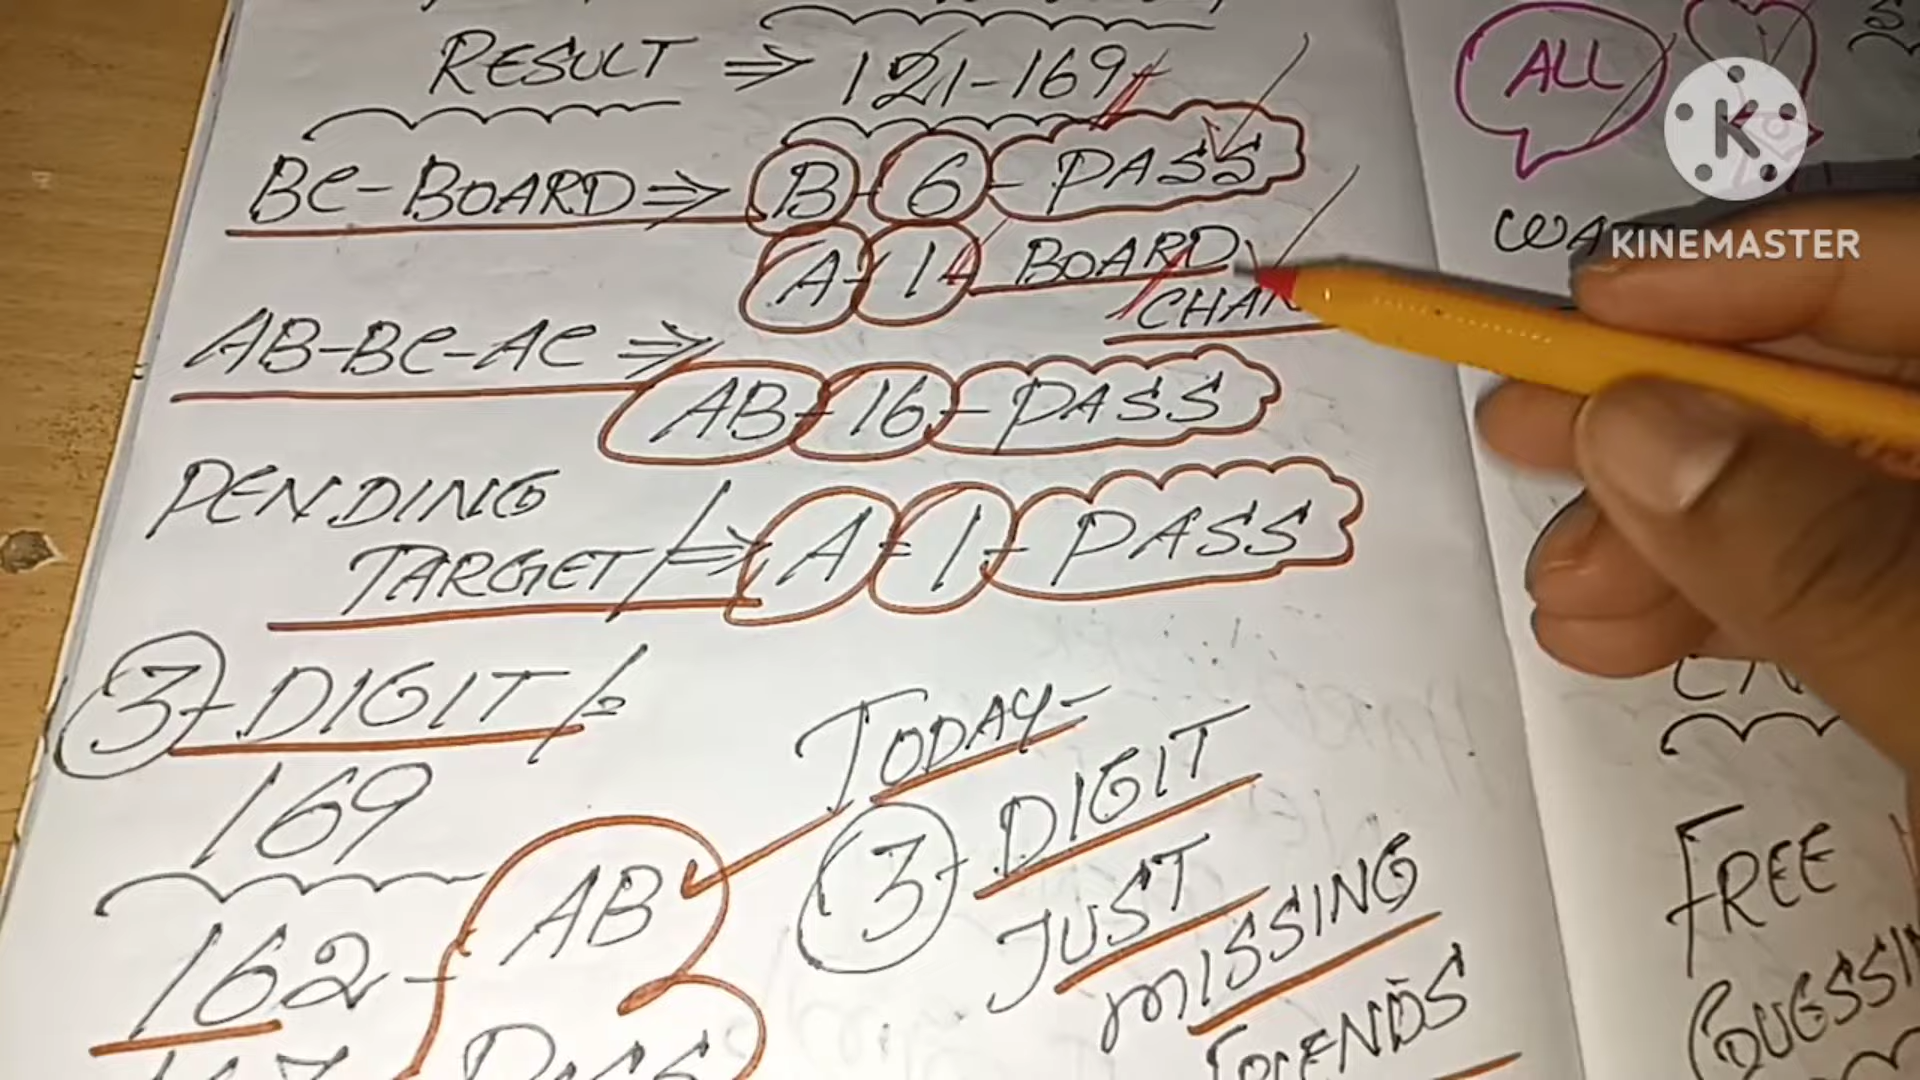 RESULT ⇒ 121-169
BC-BOARD ⇒ B-6-PASS
A-1-BOARD
CHAN
AB-BC-AC ⇒
AB-16-PASS
PENDING
TARGET/⇒ A-1-PASS
3-DIGIT/=
169
162-
AB
PASS
TODAY-
3-DIGIT
JUST
MISSING
FRIENDS
ALL
KINEMASTER
FREE